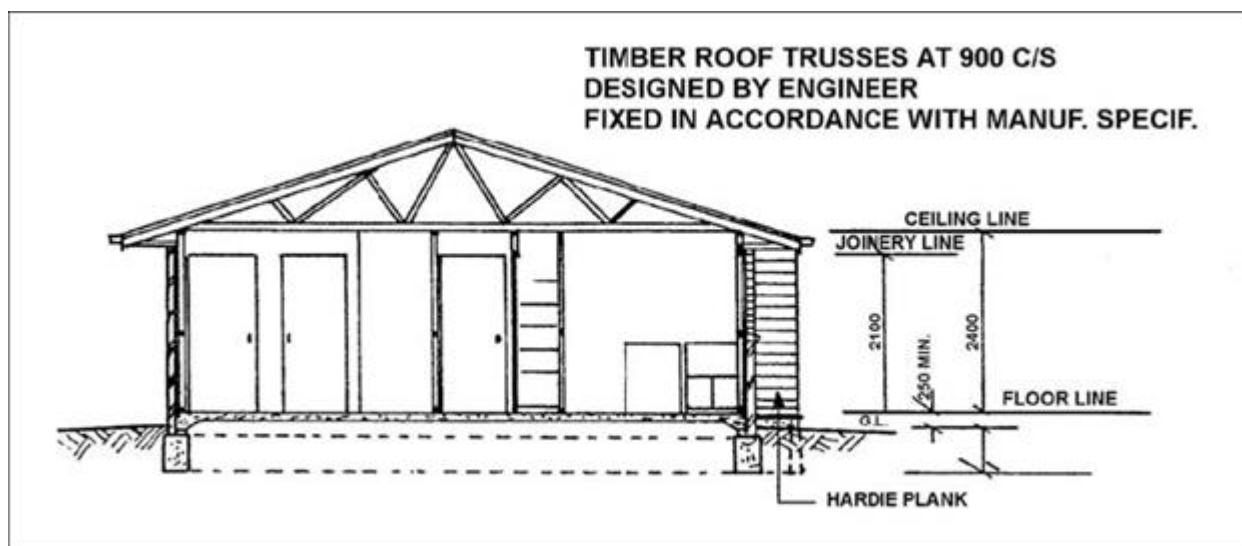 TIMBER ROOF TRUSSES AT 900 C/S
DESIGNED BY ENGINEER
FIXED IN ACCORDANCE WITH MANUF. SPECIF.
CEILING LINE
JOINERY LINE
2100
250 MIN.
2400
FLOOR LINE
G.L.
HARDIE PLANK